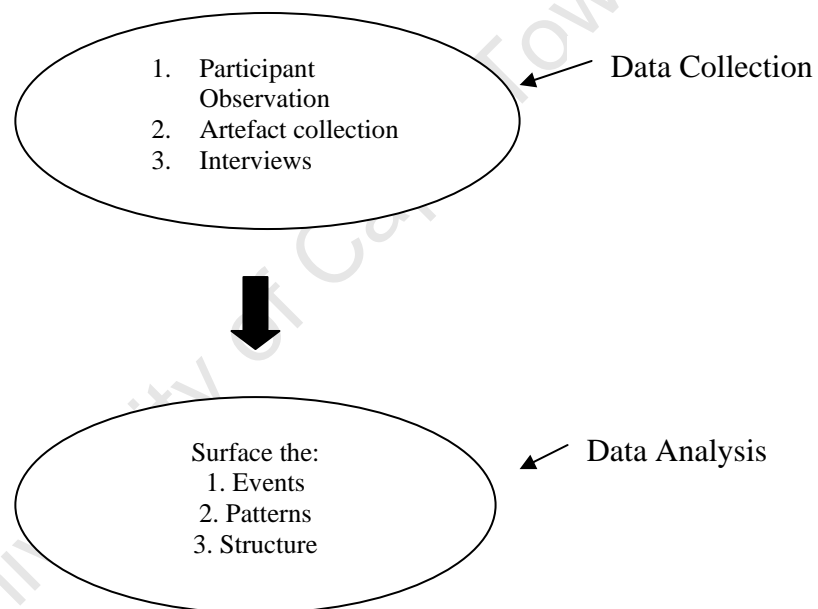 1. Participant
Observation
2. Artefact collection
3. Interviews
Data Collection
Surface the:
1. Events
2. Patterns
3. Structure
Data Analysis